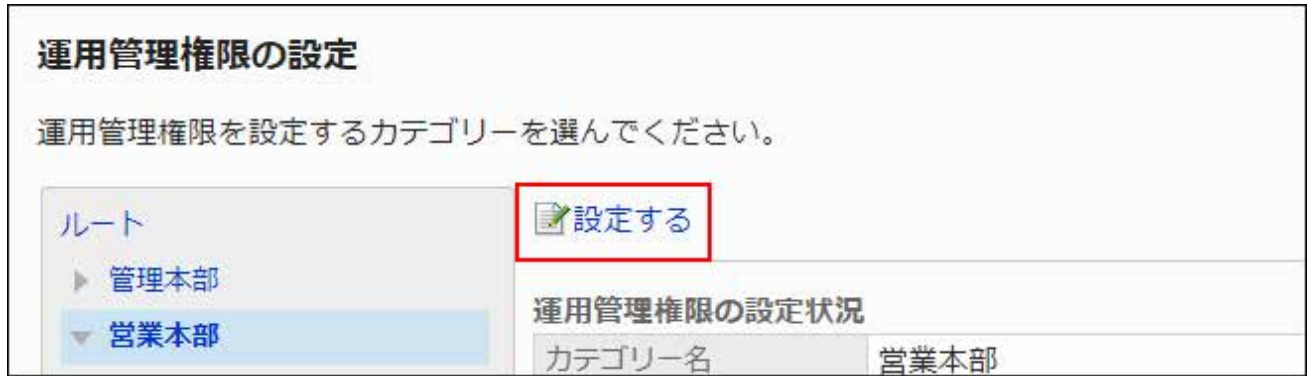 運用管理権限の設定
運用管理権限を設定するカテゴリーを選んでください。
ルート
管理本部
営業本部
設定する
運用管理権限の設定状況
カテゴリー名 営業本部